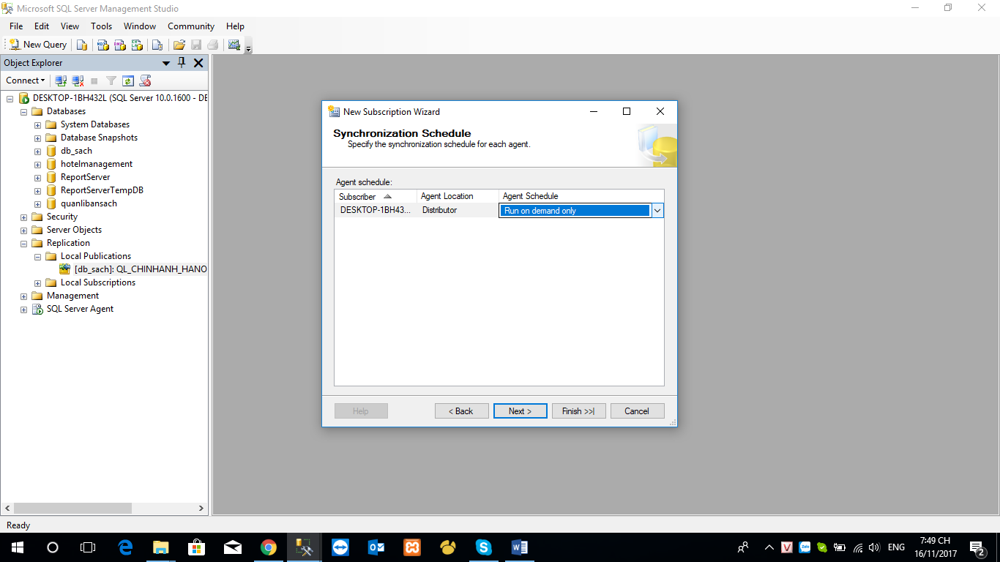 Microsoft SQL Server Management Studio
File Edit View Tools Window Community Help
New Query
Object Explorer
Connect
DESKTOP-1BH432L (SQL Server 10.0.1600 - DE
Databases
System Databases
Database Snapshots
db_sach
hotelmanagement
ReportServer
ReportServerTempDB
quanlibansach
Security
Server Objects
Replication
Local Publications
[db_sach]: QL_CHINHANH_HANO
Local Subscriptions
Management
SQL Server Agent
New Subscription Wizard
Synchronization Schedule
Specify the synchronization schedule for each agent.
Agent schedule:
Subscriber Agent Location Agent Schedule
DESKTOP-1BH43... Distributor Run on demand only
Help < Back Next > Finish >>| Cancel
Ready
ENG 7:49 CH
16/11/2017
2